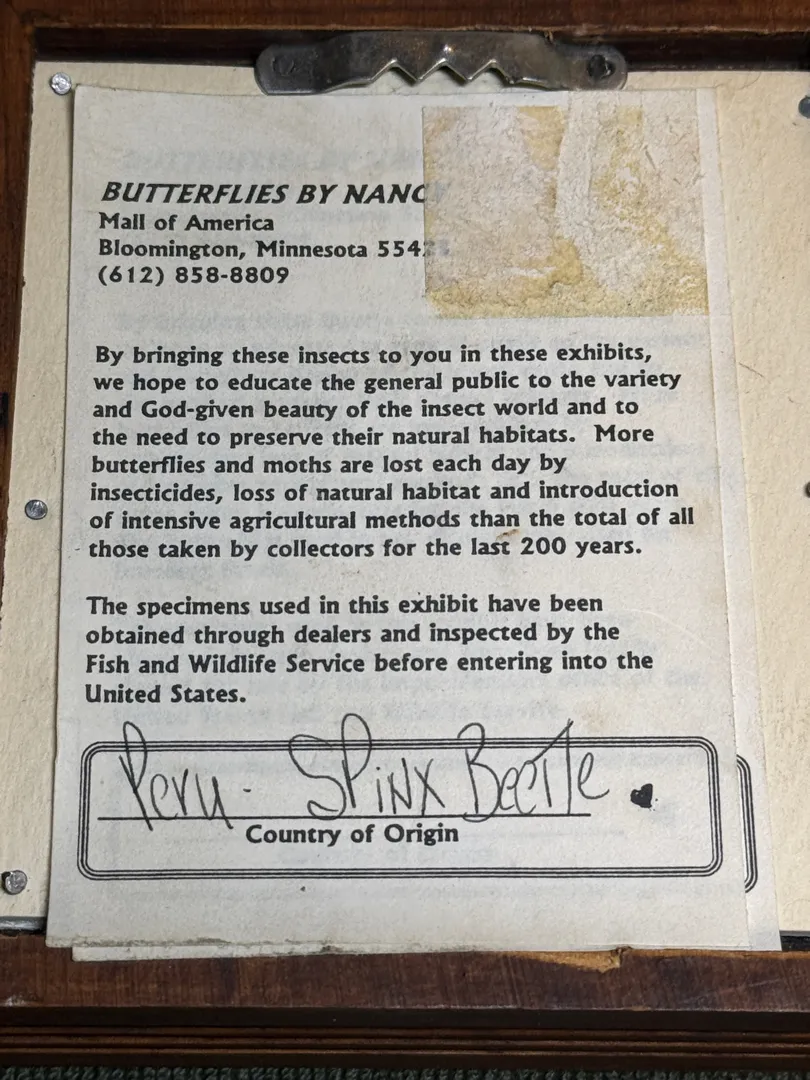 BUTTERFLIES BY NANC
Mall of America
Bloomington, Minnesota 554
(612) 858-8809
By bringing these insects to you in these exhibits,
we hope to educate the general public to the variety
and God-given beauty of the insect world and to
the need to preserve their natural habitats. More
butterflies and moths are lost each day by
insecticides, loss of natural habitat and introduction
of intensive agricultural methods than the total of all
those taken by collectors for the last 200 years.
The specimens used in this exhibit have been
obtained through dealers and inspected by the
Fish and Wildlife Service before entering into the
United States.
Peru - SPiNX BeeTle
Country of Origin